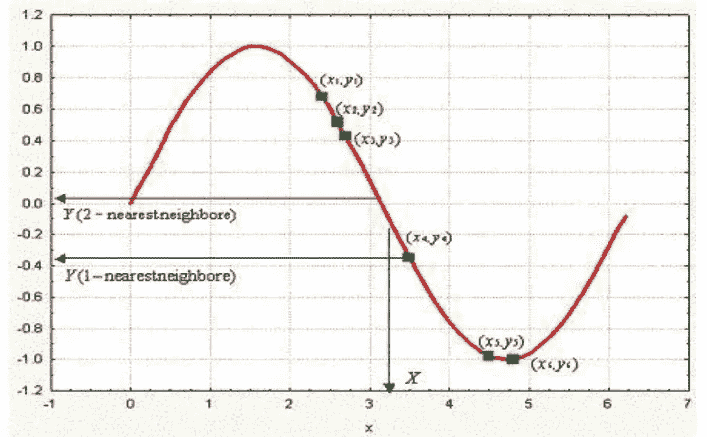 1.2
1.0
(x₁,y₁)
0.8
(x₂,y₂)
0.6
0.4
(x₃,y₃)
0.2
0.0
Y(2-nearestneighbore)
-0.2
(x₄,y₄)
-0.4
Y(1-nearestneighbore)
-0.6
-0.8
(x₅,y₅)
-1.0
(x₆,y₆)
X
-1.2
-1 0 1 2 3 4 5 6 7
x